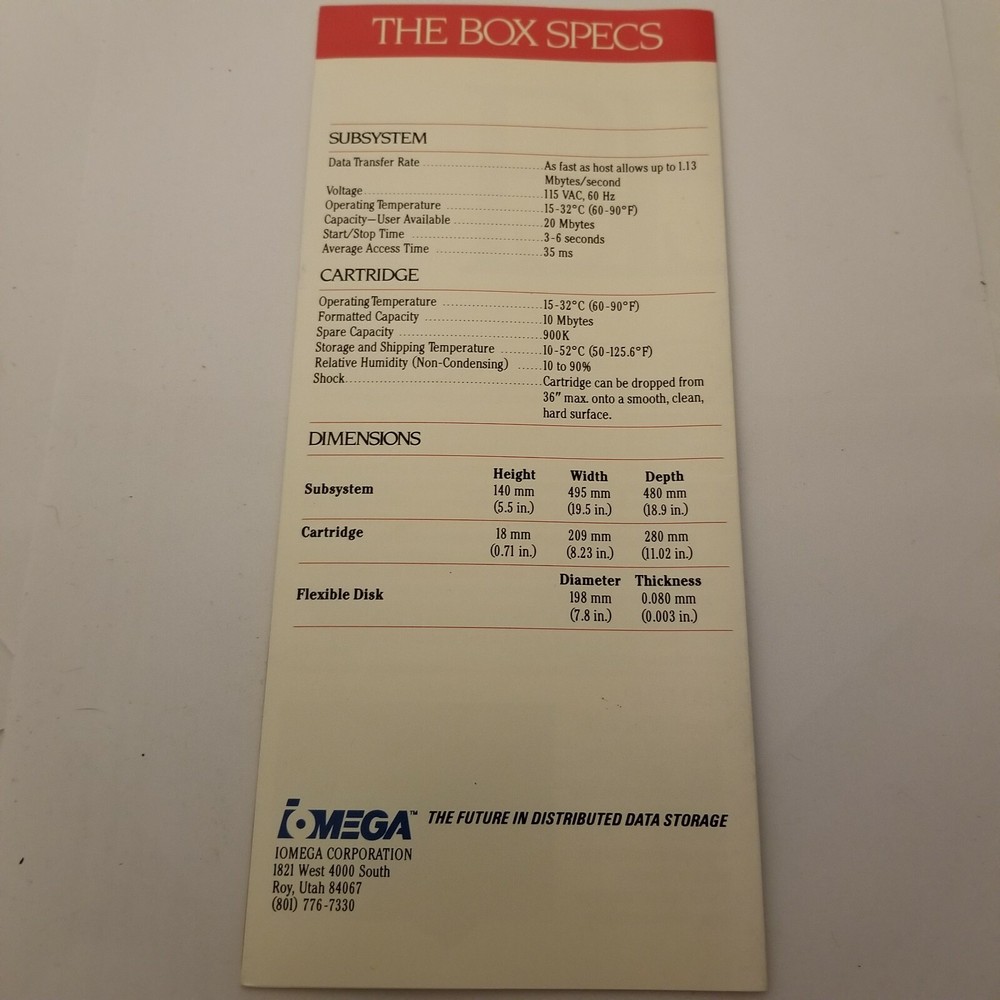 THE BOX SPECS
SUBSYSTEM
Data Transfer Rate ........ As fast as host allows up to 1.13
Mbytes/second
Voltage ........ 115 VAC, 60 Hz
Operating Temperature ........ 15-32°C (60-90°F)
Capacity—User Available ........ 20 Mbytes
Start/Stop Time ........ 3-6 seconds
Average Access Time ........ 35 ms
CARTRIDGE
Operating Temperature ........ 15-32°C (60-90°F)
Formatted Capacity ........ 10 Mbytes
Spare Capacity ........ 900K
Storage and Shipping Temperature ........ 10-52°C (50-125.6°F)
Relative Humidity (Non-Condensing) ...... 10 to 90%
Shock ........ Cartridge can be dropped from
36" max. onto a smooth, clean,
hard surface.
DIMENSIONS
Height Width Depth
Subsystem 140 mm 495 mm 480 mm
(5.5 in.) (19.5 in.) (18.9 in.)
Cartridge 18 mm 209 mm 280 mm
(0.71 in.) (8.23 in.) (11.02 in.)
Diameter Thickness
Flexible Disk 198 mm 0.080 mm
(7.8 in.) (0.003 in.)
iOMEGA™ THE FUTURE IN DISTRIBUTED DATA STORAGE
IOMEGA CORPORATION
1821 West 4000 South
Roy, Utah 84067
(801) 776-7330